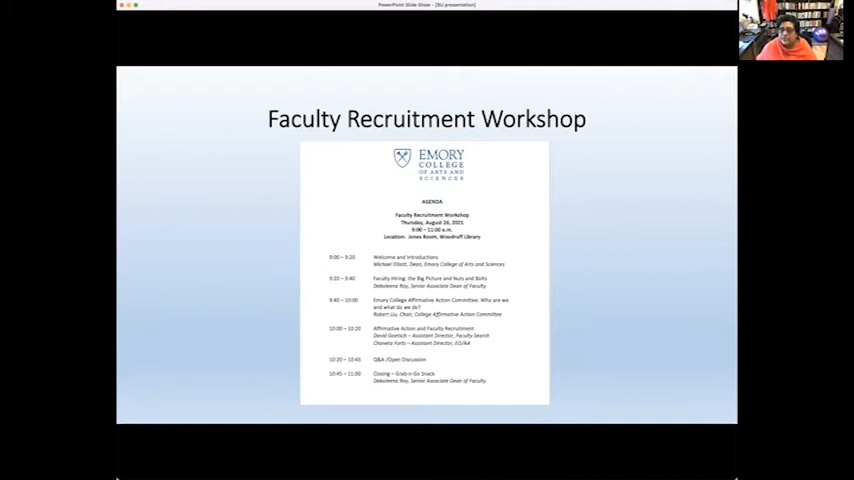 PowerPoint Slide Show - [BU presentation]
Faculty Recruitment Workshop
EMORY
COLLEGE
OF ARTS AND
SCIENCES
AGENDA
Faculty Recruitment Workshop
Thursday, August 26, 2021
9:00 – 11:00 a.m.
Location: Jones Room, Woodruff Library
9:00 – 9:20 Welcome and Introductions
Michael Elliott, Dean, Emory College of Arts and Sciences
9:20 – 9:40 Faculty Hiring: the Big Picture and Nuts and Bolts
Deboleena Roy, Senior Associate Dean of Faculty
9:40 – 10:00 Emory College Affirmative Action Committee: Who are we
and what do we do?
Robert Liu, Chair, College Affirmative Action Committee
10:00 – 10:20 Affirmative Action and Faculty Recruitment
David Goetsch – Assistant Director, Faculty Search
Chaneta Forts – Assistant Director, EO/AA
10:20 – 10:45 Q&A /Open Discussion
10:45 – 11:00 Closing – Grab-n-Go Snack
Deboleena Roy, Senior Associate Dean of Faculty